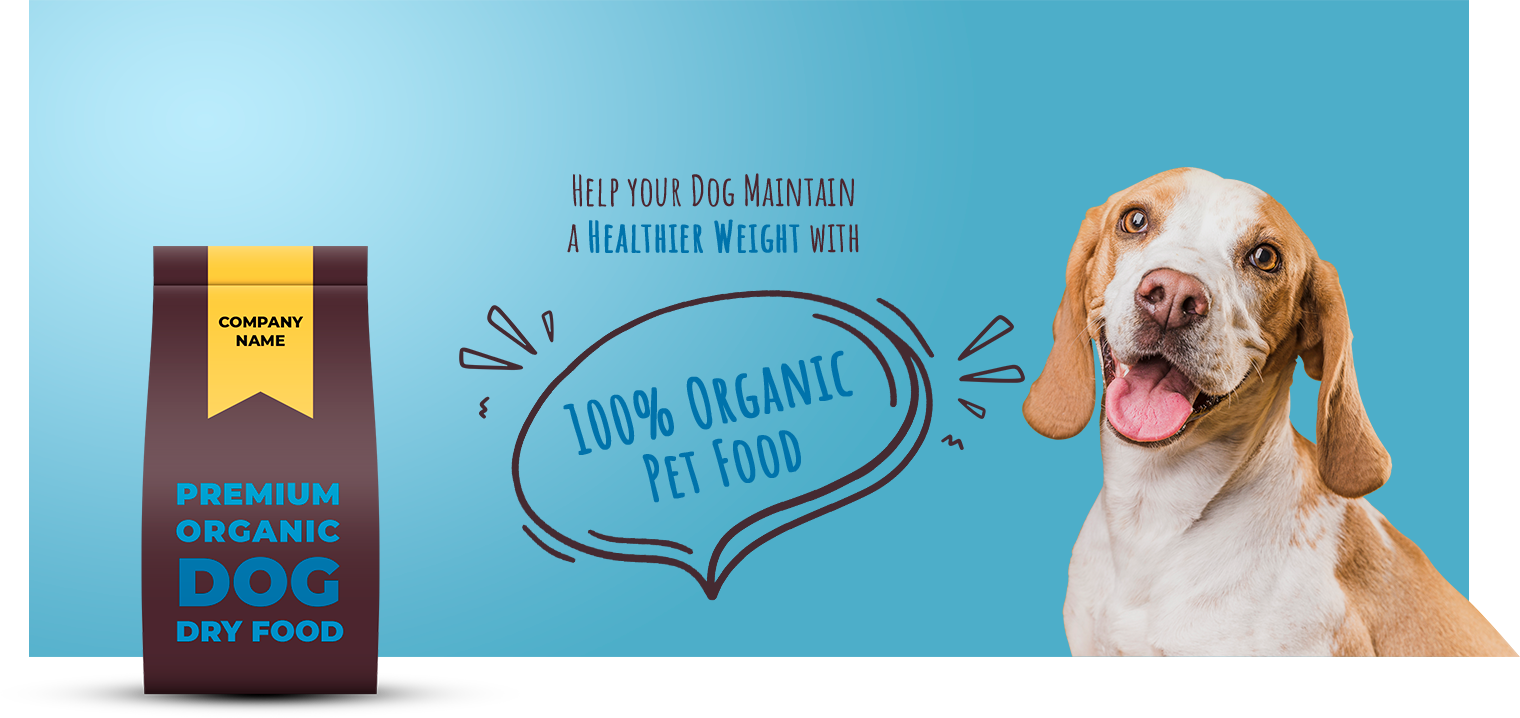 Help your Dog Maintain
a Healthier Weight with
100% Organic
Pet Food
COMPANY
NAME
PREMIUM
ORGANIC
DOG
DRY FOOD